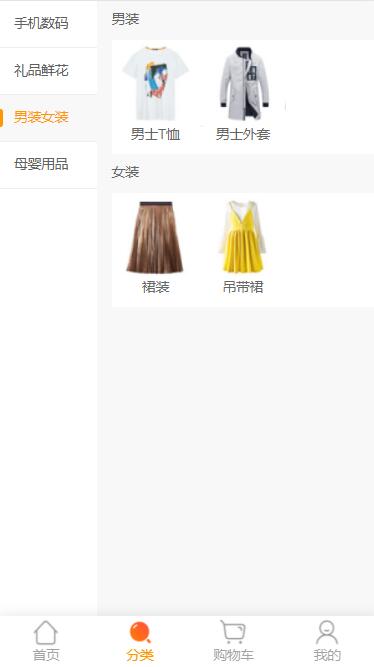 手机数码
礼品鲜花
男装女装
母婴用品
男装
男士T恤
男士外套
女装
裙装
吊带裙
首页
分类
购物车
我的